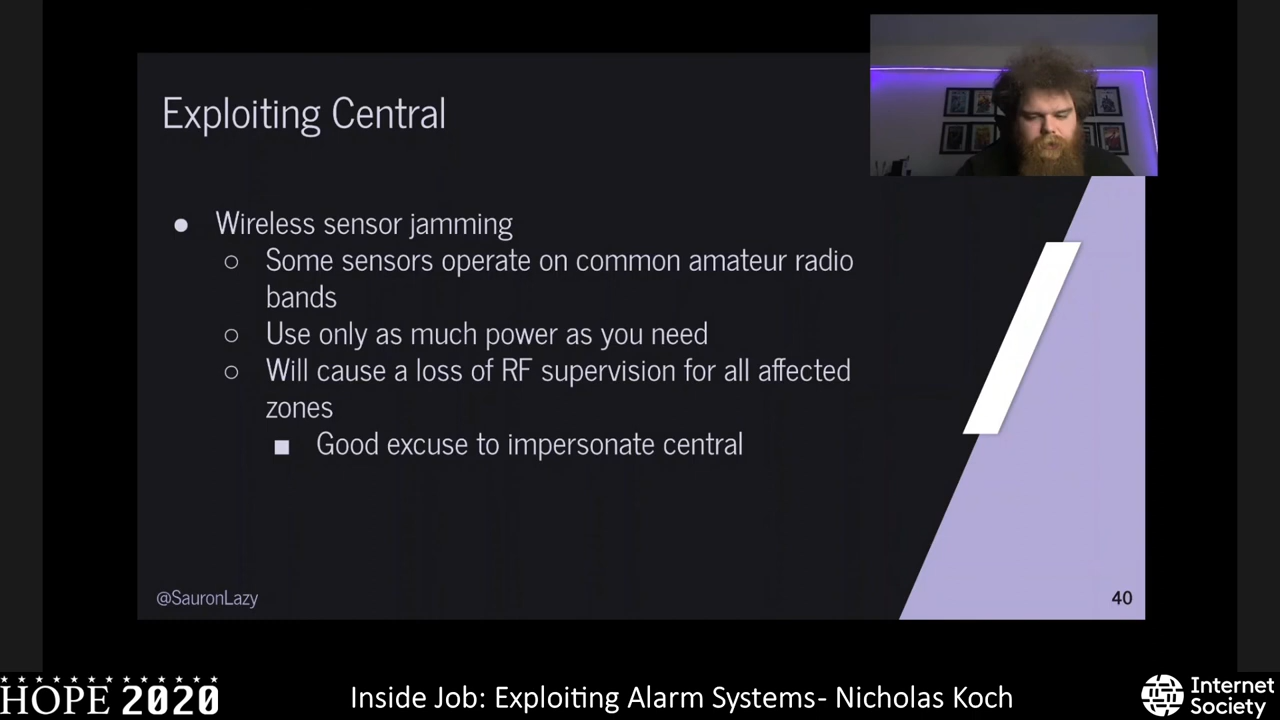 Exploiting Central
● Wireless sensor jamming
○ Some sensors operate on common amateur radio
bands
○ Use only as much power as you need
○ Will cause a loss of RF supervision for all affected
zones
■ Good excuse to impersonate central
@SauronLazy
40
HOPE 2020
Inside Job: Exploiting Alarm Systems- Nicholas Koch
Internet
Society